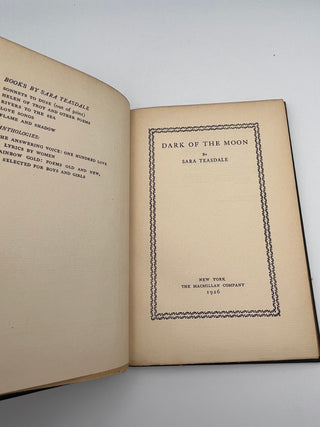 BOOKS BY SARA TEASDALE
SONNETS TO DUSE (out of print)
HELEN OF TROY AND OTHER POEMS
RIVERS TO THE SEA
LOVE SONGS
FLAME AND SHADOW
ANTHOLOGIES:
THE ANSWERING VOICE: ONE HUNDRED LOVE
LYRICS BY WOMEN
RAINBOW GOLD: POEMS OLD AND NEW,
SELECTED FOR BOYS AND GIRLS
DARK OF THE MOON
By
SARA TEASDALE
NEW YORK
THE MACMILLAN COMPANY
1926